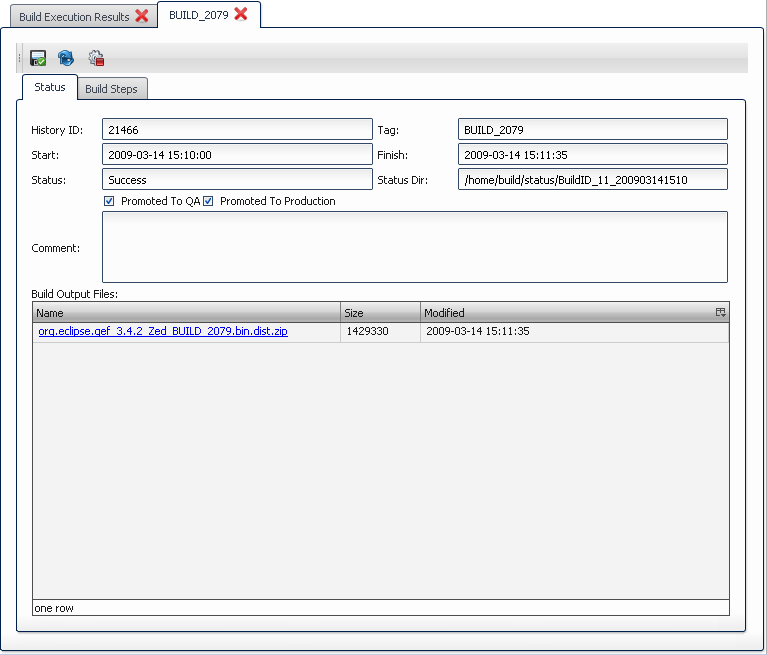 Build Execution Results
BUILD_2079
Status
Build Steps
History ID: 21466 Tag: BUILD_2079
Start: 2009-03-14 15:10:00 Finish: 2009-03-14 15:11:35
Status: Success Status Dir: /home/build/status/BuildID_11_200903141510
Promoted To QA Promoted To Production
Comment:
Build Output Files:
Name Size Modified
org.eclipse.gef_3.4.2_Zed_BUILD_2079.bin.dist.zip 1429330 2009-03-14 15:11:35
one row